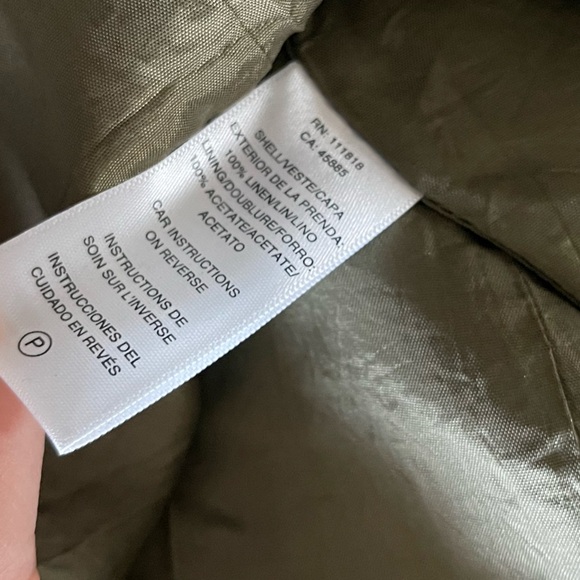 RN: 111818
CA: 45885
SHELL/VESTE/CAPA
EXTERIOR DE LA PRENDA:
100% LINEN/LIN/LINO
LINING/DOUBLURE/FORRO:
100% ACETATE/ACETATE/
ACETATO
CAR INSTRUCTIONS
ON REVERSE
INSTRUCTIONS DE
SOIN SUR L'INVERSE
INSTRUCCIONES DEL
CUIDADO EN REVÉS
P